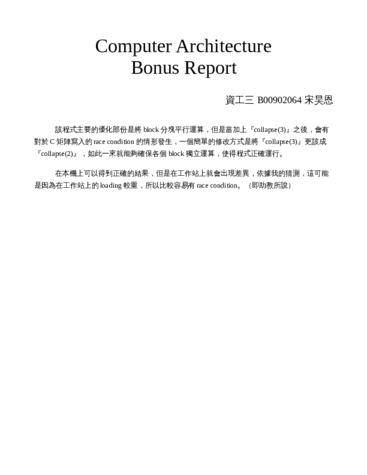 Computer Architecture
Bonus Report
資工三 B00902064 宋昊恩
該程式主要的優化部份是將 block 分塊平行運算，但是當加上『collapse(3)』之後，會有
對於 C 矩陣寫入的 race condition 的情形發生，一個簡單的修改方式是將『collapse(3)』更該成
『collapse(2)』，如此一來就能夠確保各個 block 獨立運算，使得程式正確運行。
在本機上可以得到正確的結果，但是在工作站上就會出現差異，依據我的猜測，這可能
是因為在工作站上的 loading 較重，所以比較容易有 race condition。（即助教所說）